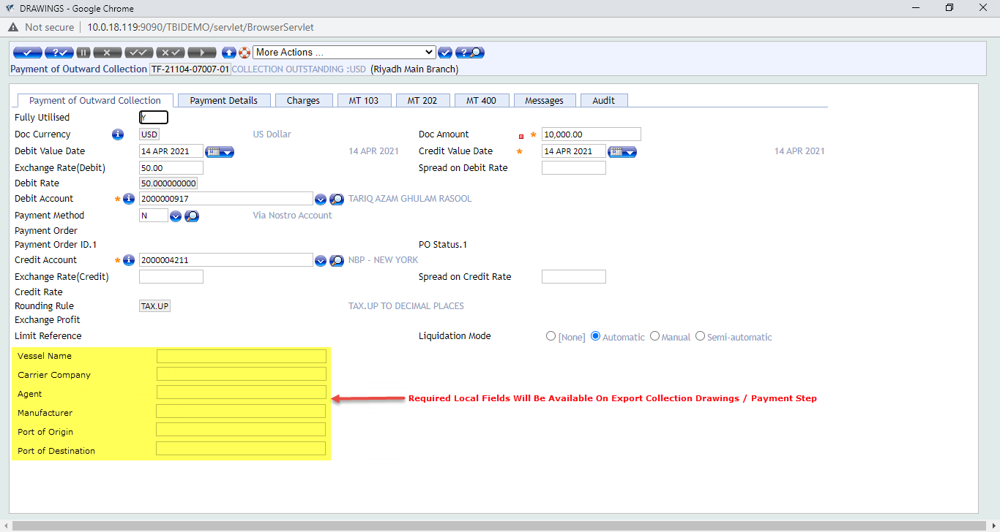 DRAWINGS - Google Chrome
Not secure | 10.0.18.119:9090/TBIDEMO/servlet/BrowserServlet
More Actions ...
Payment of Outward Collection TF-21104-07007-01 COLLECTION OUTSTANDING :USD (Riyadh Main Branch)
Payment of Outward Collection Payment Details Charges MT 103 MT 202 MT 400 Messages Audit
Fully Utilised Y
Doc Currency USD US Dollar Doc Amount * 10,000.00
Debit Value Date 14 APR 2021 14 APR 2021 Credit Value Date * 14 APR 2021 14 APR 2021
Exchange Rate(Debit) 50.00 Spread on Debit Rate
Debit Rate 50.000000000
Debit Account * 2000000917 TARIQ AZAM GHULAM RASOOL
Payment Method N Via Nostro Account
Payment Order
Payment Order ID.1 PO Status.1
Credit Account * 2000004211 NBP - NEW YORK
Exchange Rate(Credit) Spread on Credit Rate
Credit Rate
Rounding Rule TAX.UP TAX.UP TO DECIMAL PLACES
Exchange Profit
Limit Reference Liquidation Mode [None] Automatic Manual Semi-automatic
Vessel Name
Carrier Company
Agent
Required Local Fields Will Be Available On Export Collection Drawings / Payment Step
Manufacturer
Port of Origin
Port of Destination